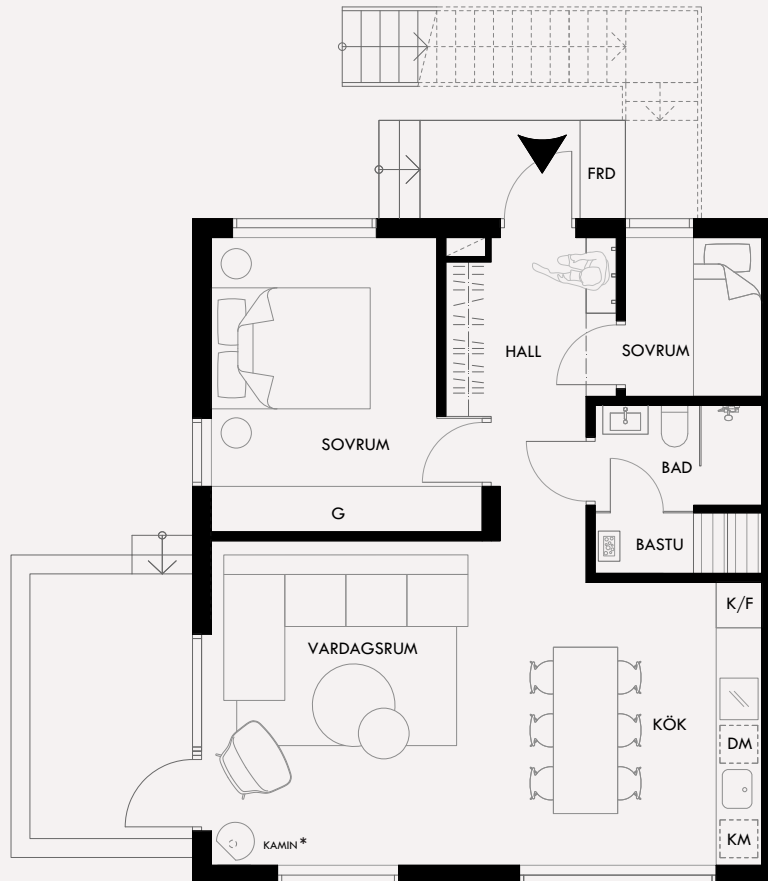 FRD
HALL
SOVRUM
SOVRUM
BAD
G
BASTU
K/F
VARDAGSRUM
KÖK
DM
KM
KAMIN*